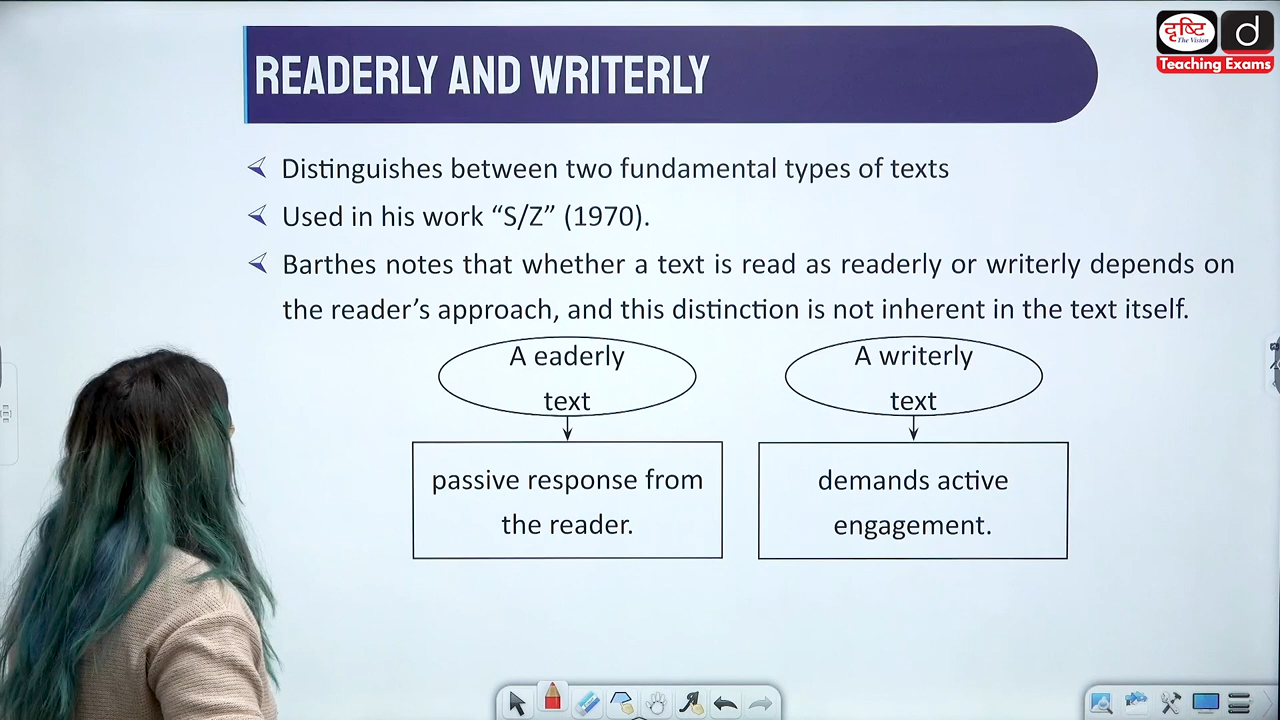 दृष्टि
The Vision
d
Teaching Exams
READERLY AND WRITERLY
Distinguishes between two fundamental types of texts
Used in his work “S/Z” (1970).
Barthes notes that whether a text is read as readerly or writerly depends on
the reader’s approach, and this distinction is not inherent in the text itself.
A eaderly
text
A writerly
text
passive response from
the reader.
demands active
engagement.